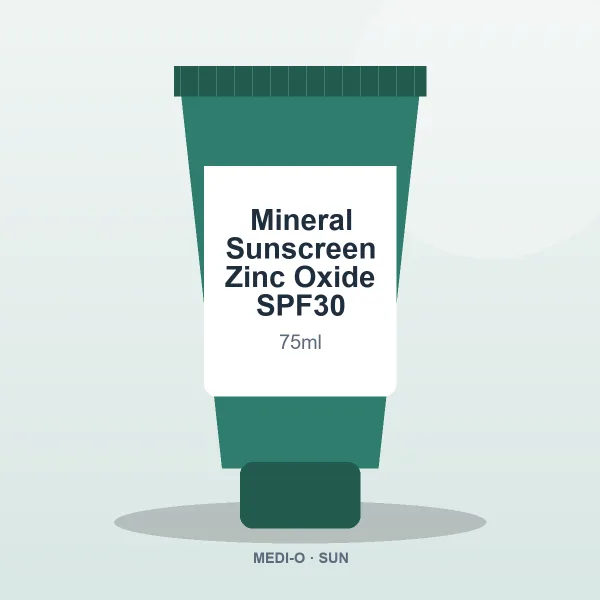 Mineral
Sunscreen
Zinc Oxide
SPF30
75ml
MEDI-O · SUN